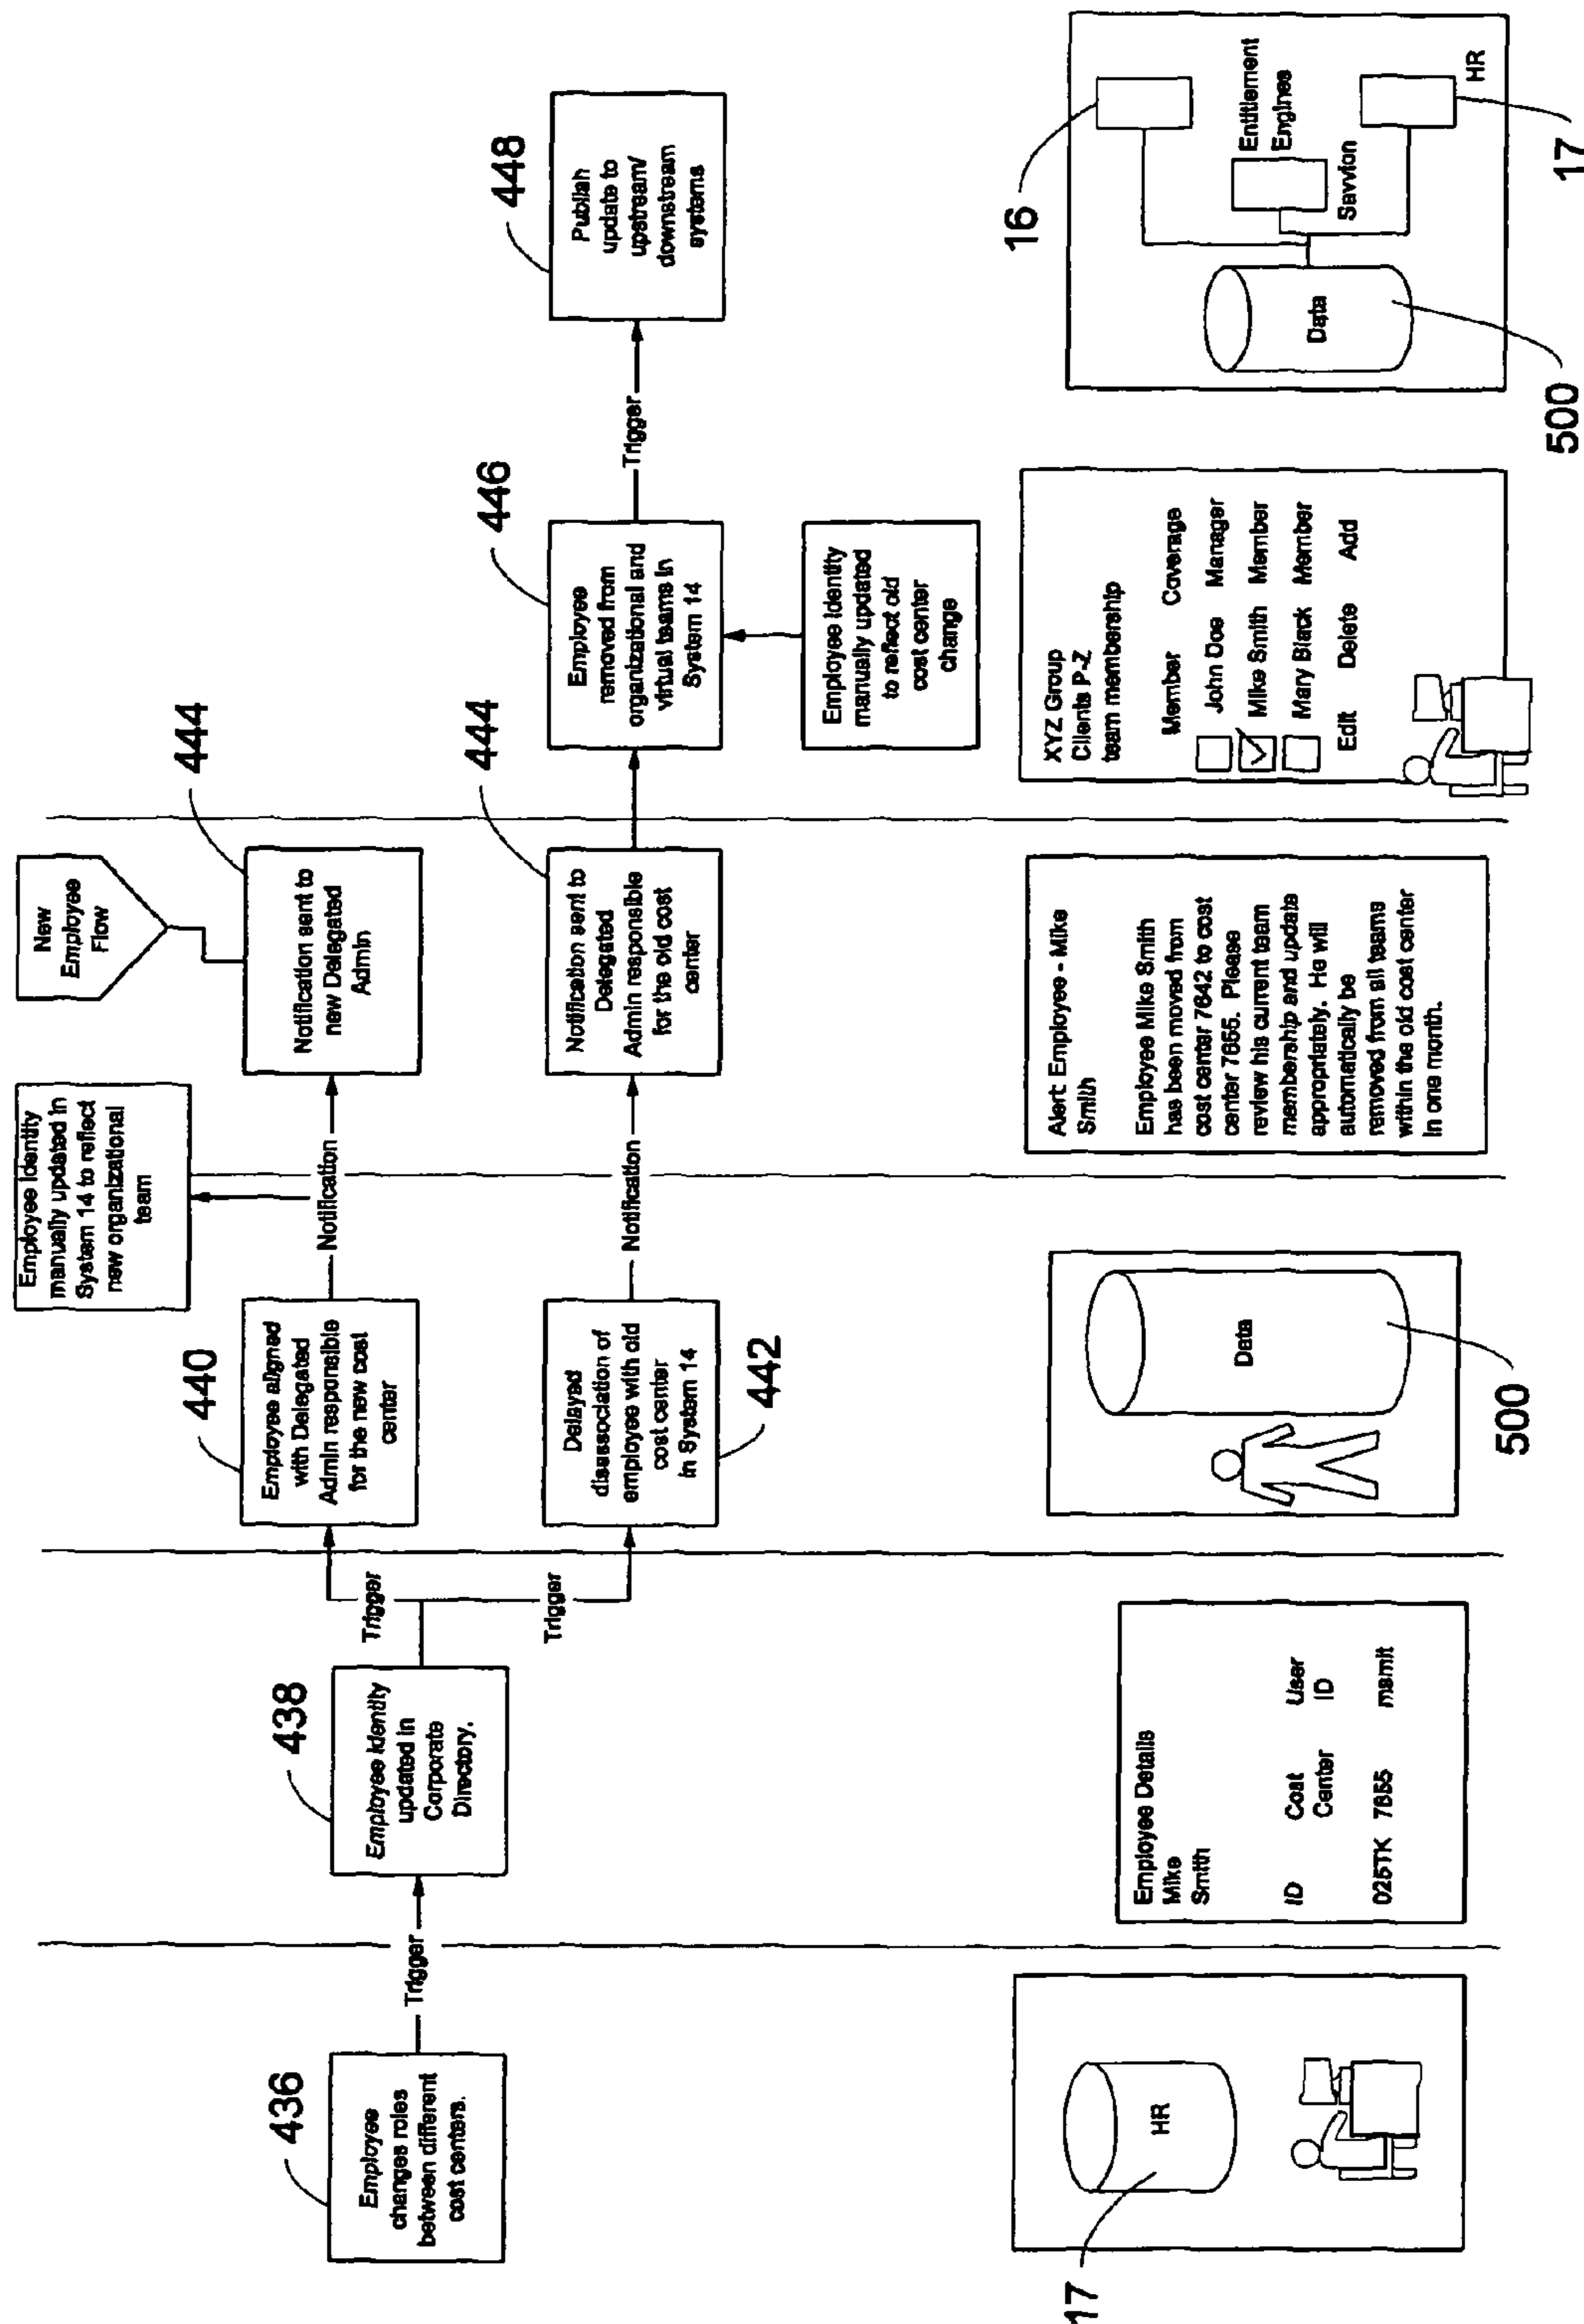 436
Employee
changes roles
between different
cost centers.
Trigger
438
Employee Identity
updated in
Corporate
Directory.
Trigger
Trigger
440
Employee aligned
with Delegated
Admin responsible
for the new cost
center
Delayed
disassociation of
employee with old
cost center
in System 14
442
Employee Identity
manually updated in
System 14 to reflect
new organizational
team
Notification
Notification
New
Employee
Flow
444
Notification sent to
new Delegated
Admin
444
Notification sent to
Delegated
Admin responsible
for the old cost
center
446
Employee
removed from
organizational and
virtual teams in
System 14
Employee Identity
manually updated
to reflect old
cost center
change
Trigger
448
Publish
update to
upstream/
downstream
systems
HR
17
Employee Details
Mike
Smith
ID Cost Center User ID
025TK 7655 msmit
Data
500
Alert: Employee - Mike
Smith
Employee Mike Smith
has been moved from
cost center 7642 to cost
center 7655. Please
review his current team
membership and update
appropriately. He will
automatically be
removed from all teams
within the old cost center
in one month.
XYZ Group
Clients P-Z
team membership
Member Coverage
John Doe Manager
Mike Smith Member
Mary Black Member
Edit Delete Add
16
Entitlement
Engines
Savvion
Data
HR
17
500